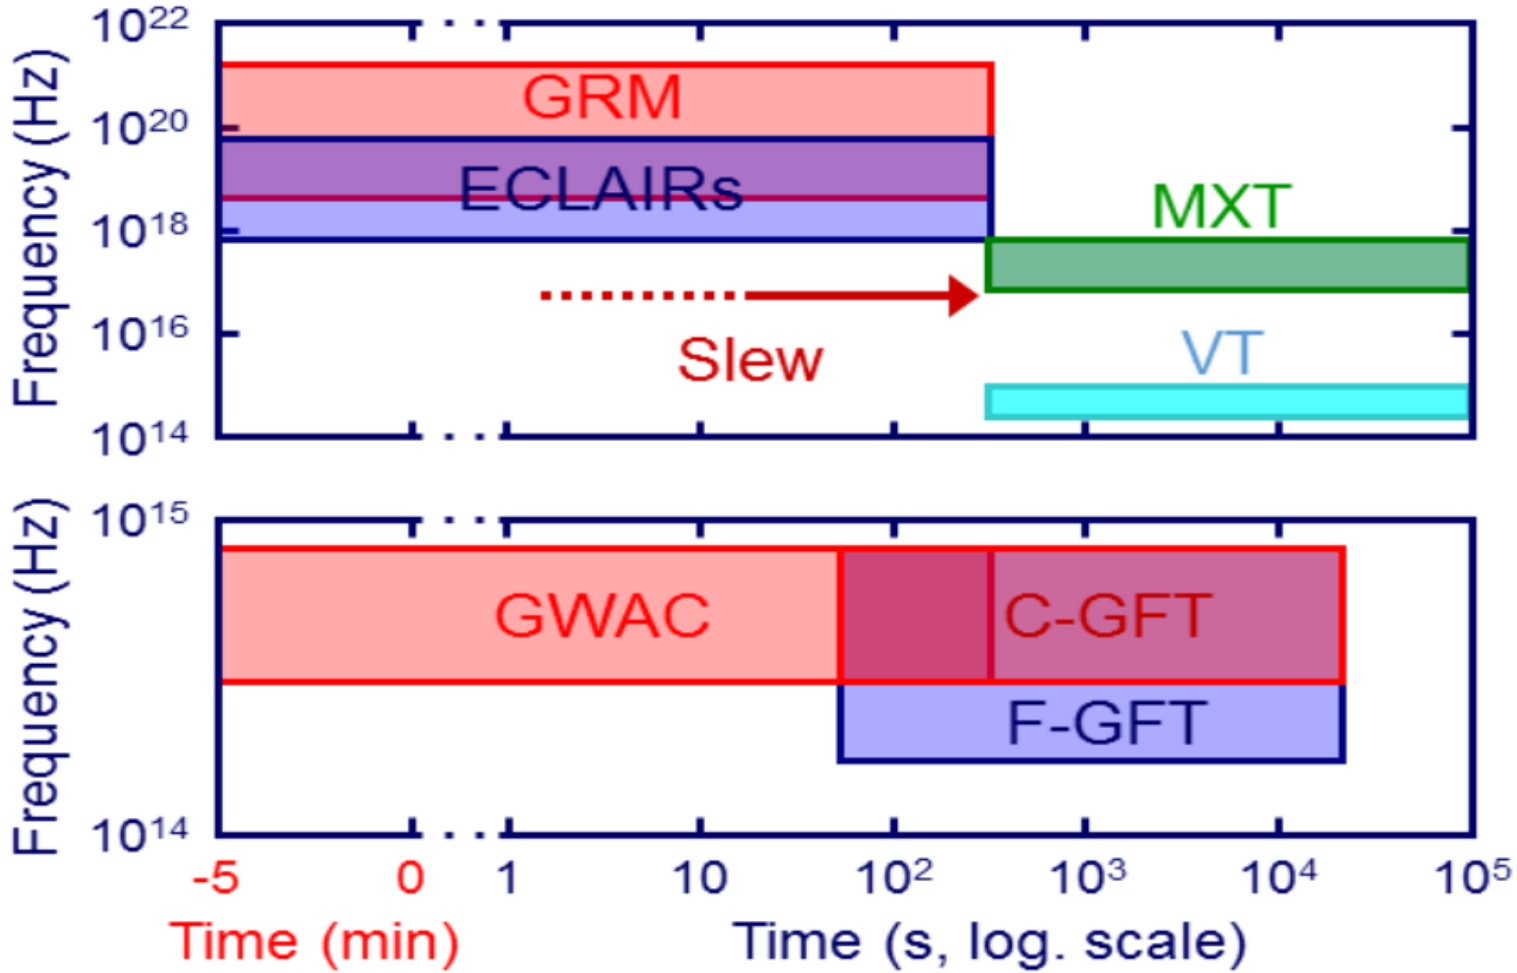 Frequency (Hz)
10²²
10²⁰
10¹⁸
10¹⁶
10¹⁴
GRM
ECLAIRs
MXT
Slew
VT
Frequency (Hz)
10¹⁵
10¹⁴
GWAC
C-GFT
F-GFT
-5 0 1 10 10² 10³ 10⁴ 10⁵
Time (min) Time (s, log. scale)